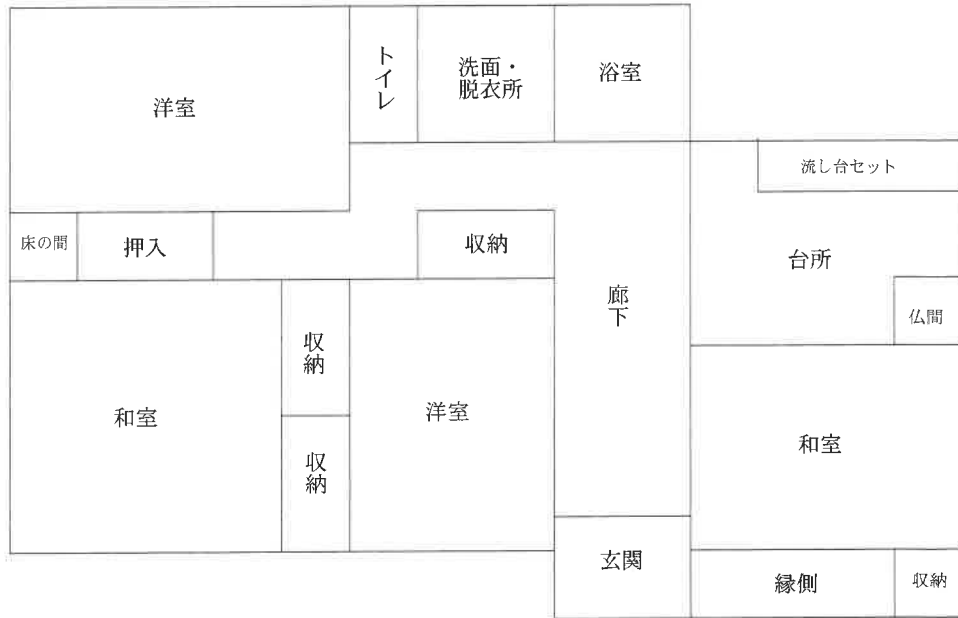 洋室
トイレ
洗面・
脱衣所
浴室
流し台セット
床の間
押入
収納
台所
仏間
廊下
和室
収納
収納
洋室
和室
玄関
縁側
収納